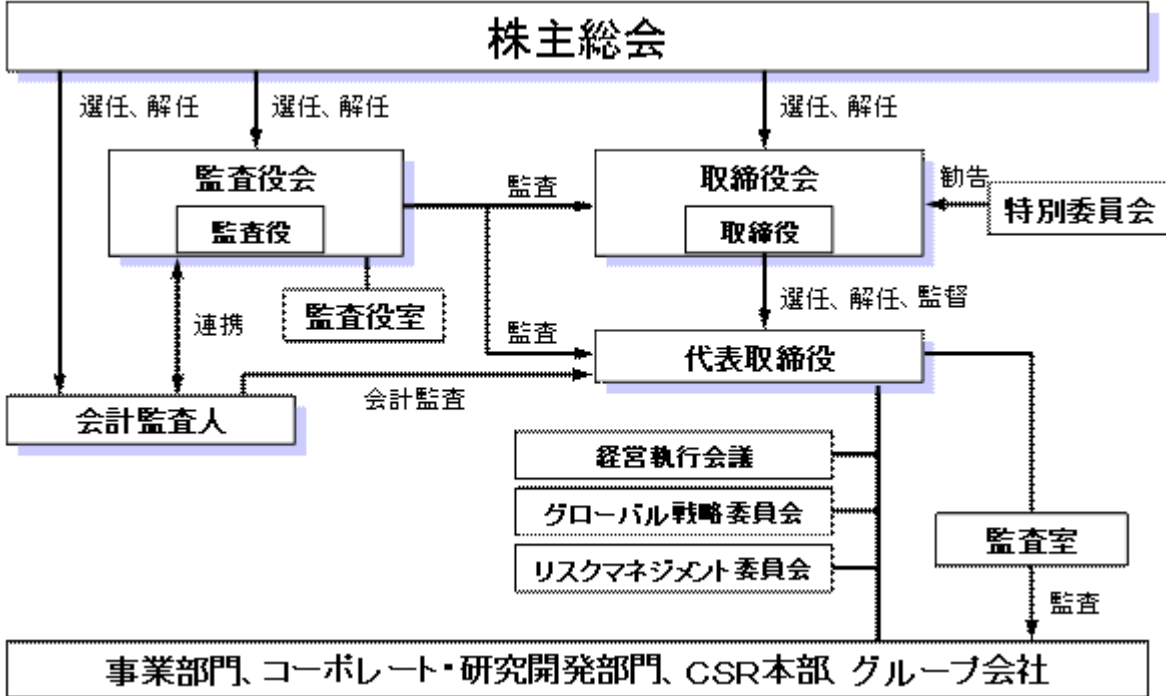 株主総会
選任、解任
選任、解任
選任、解任
監査役会
監査役
監査
取締役会
取締役
勧告
特別委員会
連携
監査役室
選任、解任、監督
監査
代表取締役
会計監査
会計監査人
経営執行会議
グローバル戦略委員会
リスクマネジメント委員会
監査室
監査
事業部門、コーポレート・研究開発部門、CSR本部、グループ会社